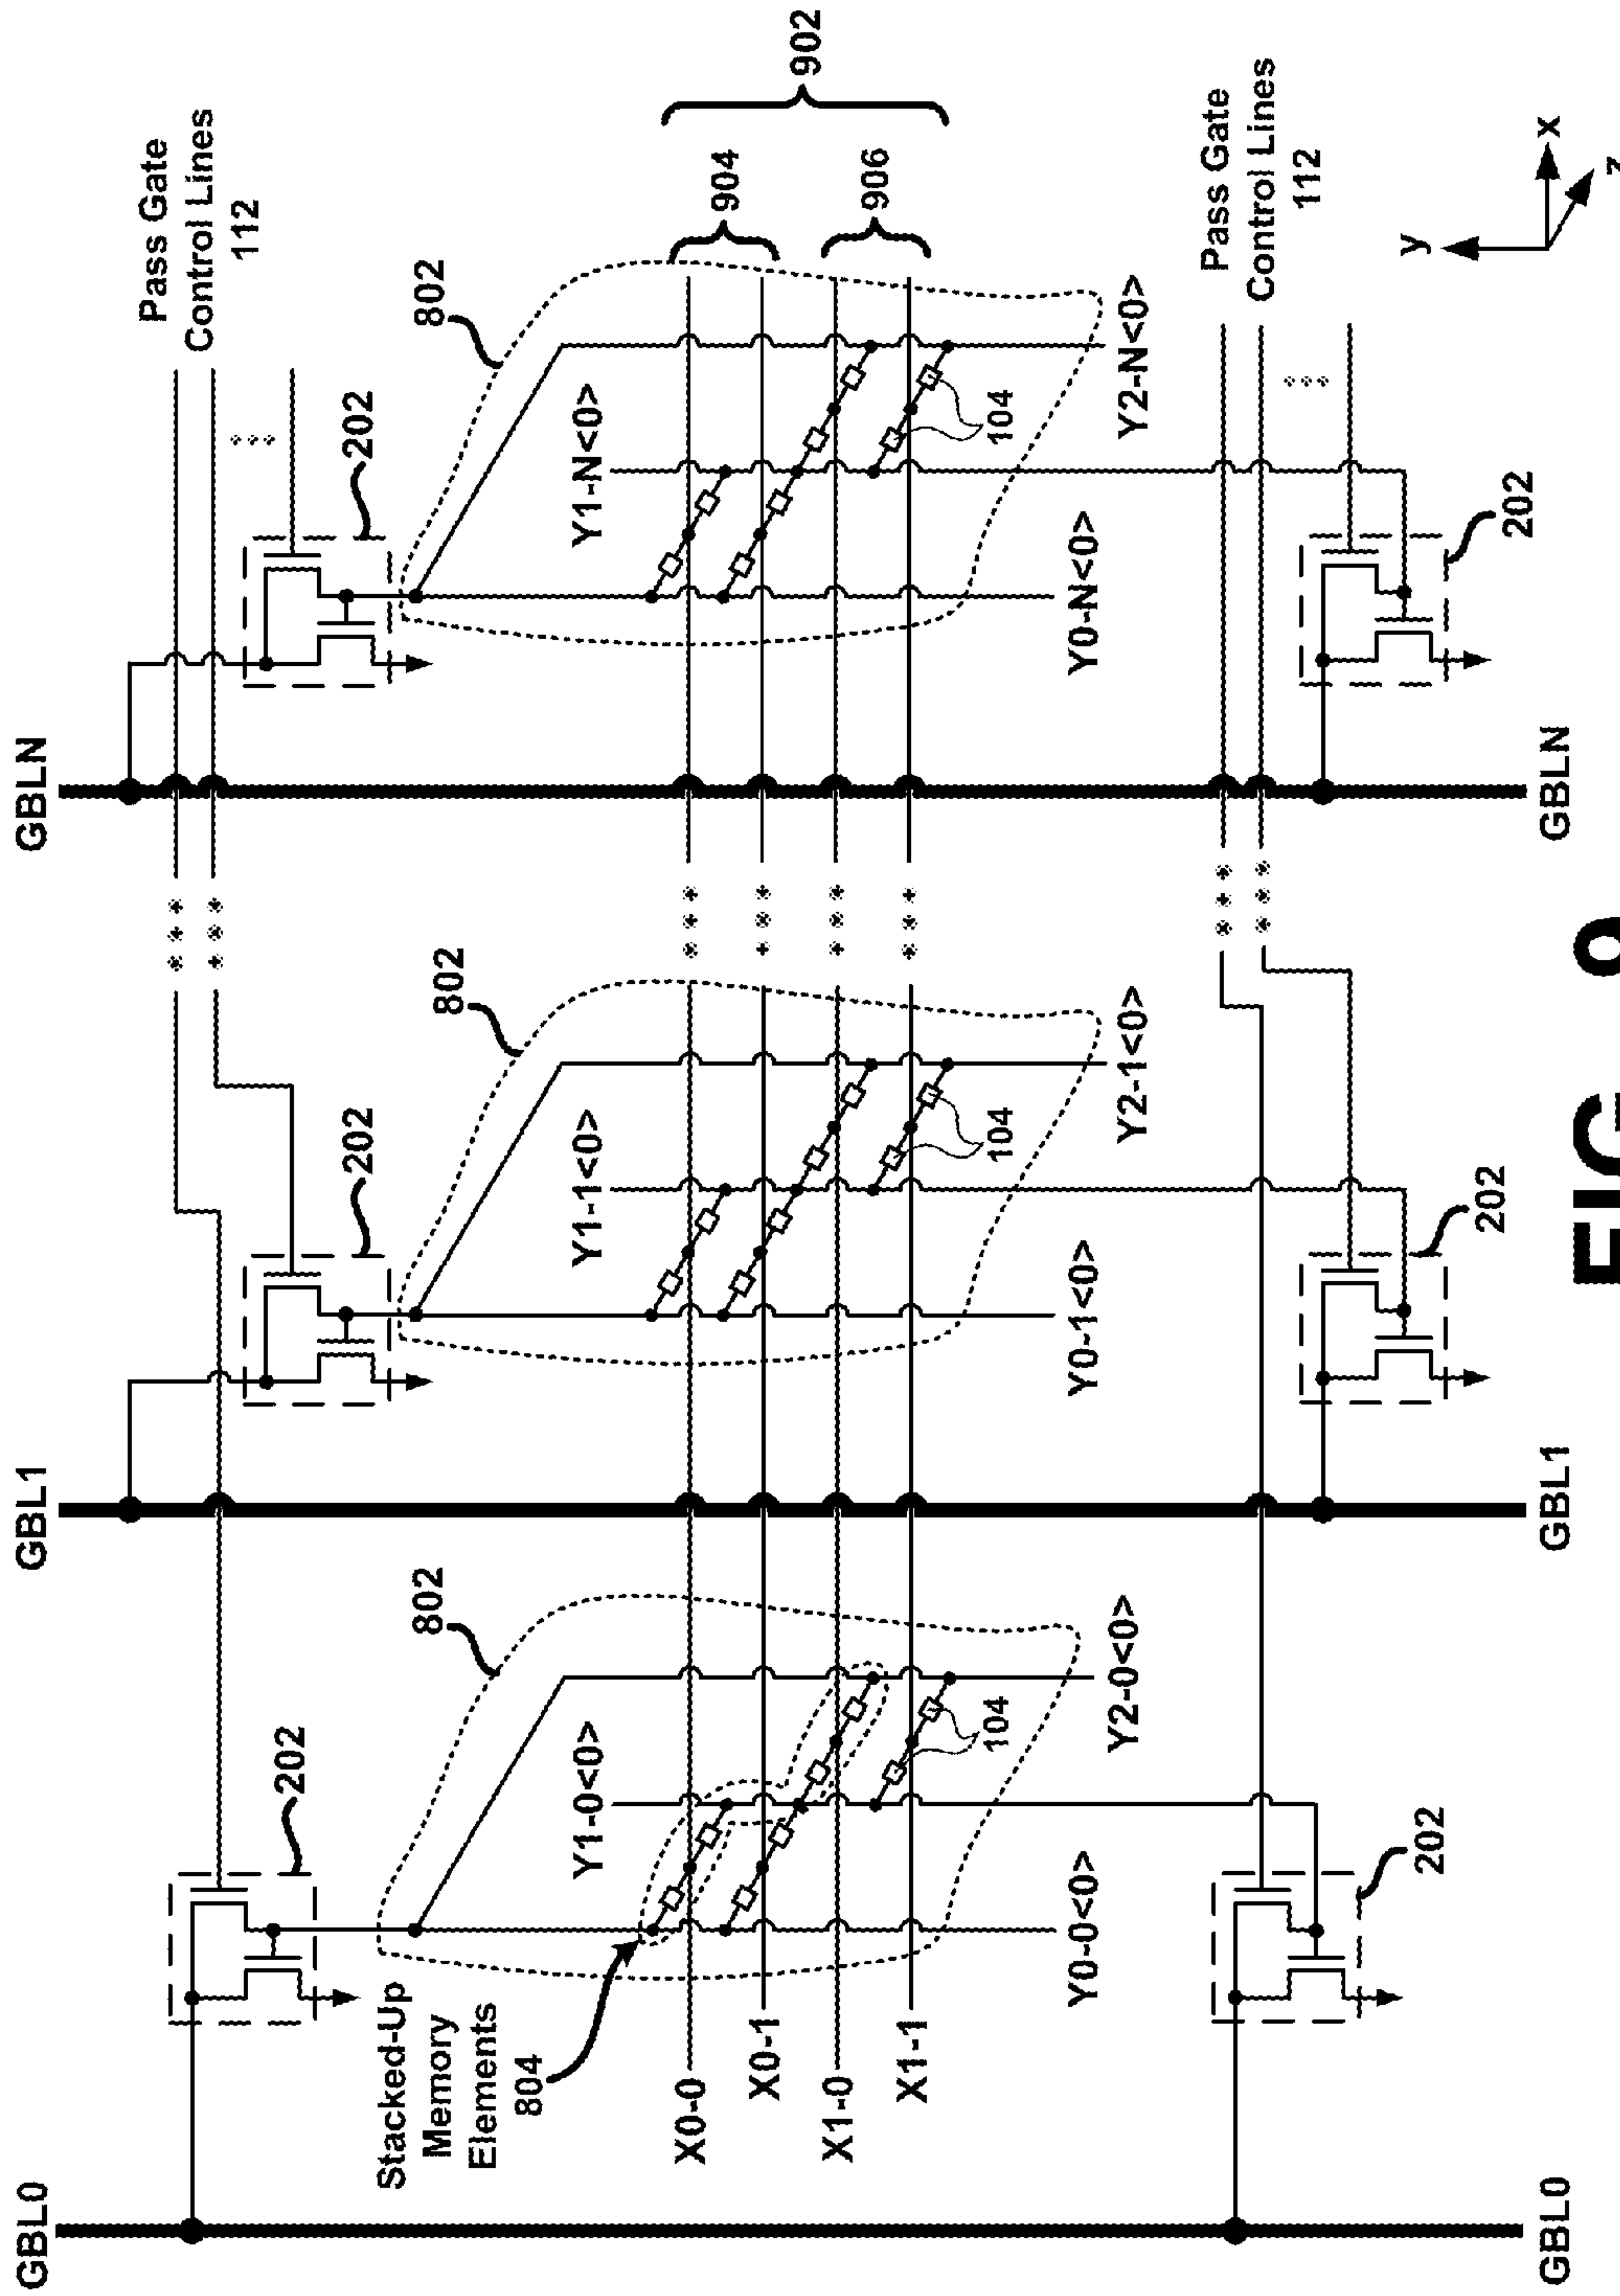 GBL0
GBL1
GBLN
Pass Gate
Control Lines
112
202
202
202
802
802
802
Stacked-Up
Memory
Elements
804
Y1-0<0>
Y1-1<0>
Y1-N<0>
X0-0
X0-1
X1-0
X1-1
904
906
902
104
104
104
Y0-0<0>
Y2-0<0>
Y0-1<0>
Y2-1<0>
Y0-N<0>
Y2-N<0>
Pass Gate
Control Lines
112
202
202
202
y
x
z
GBL0
GBL1
GBLN
FIG. 9